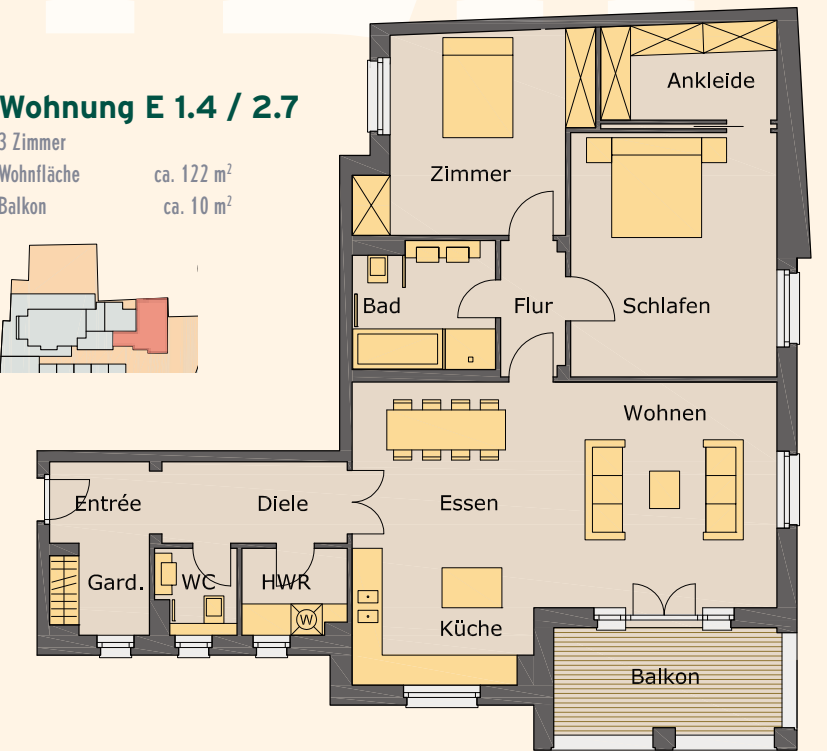 Wohnung E 1.4 / 2.7
3 Zimmer
Wohnfläche ca. 122 m²
Balkon ca. 10 m²
Ankleide
Zimmer
Bad
Flur
Schlafen
Wohnen
Entrée
Diele
Essen
Gard.
WC
HWR
W
Küche
Balkon